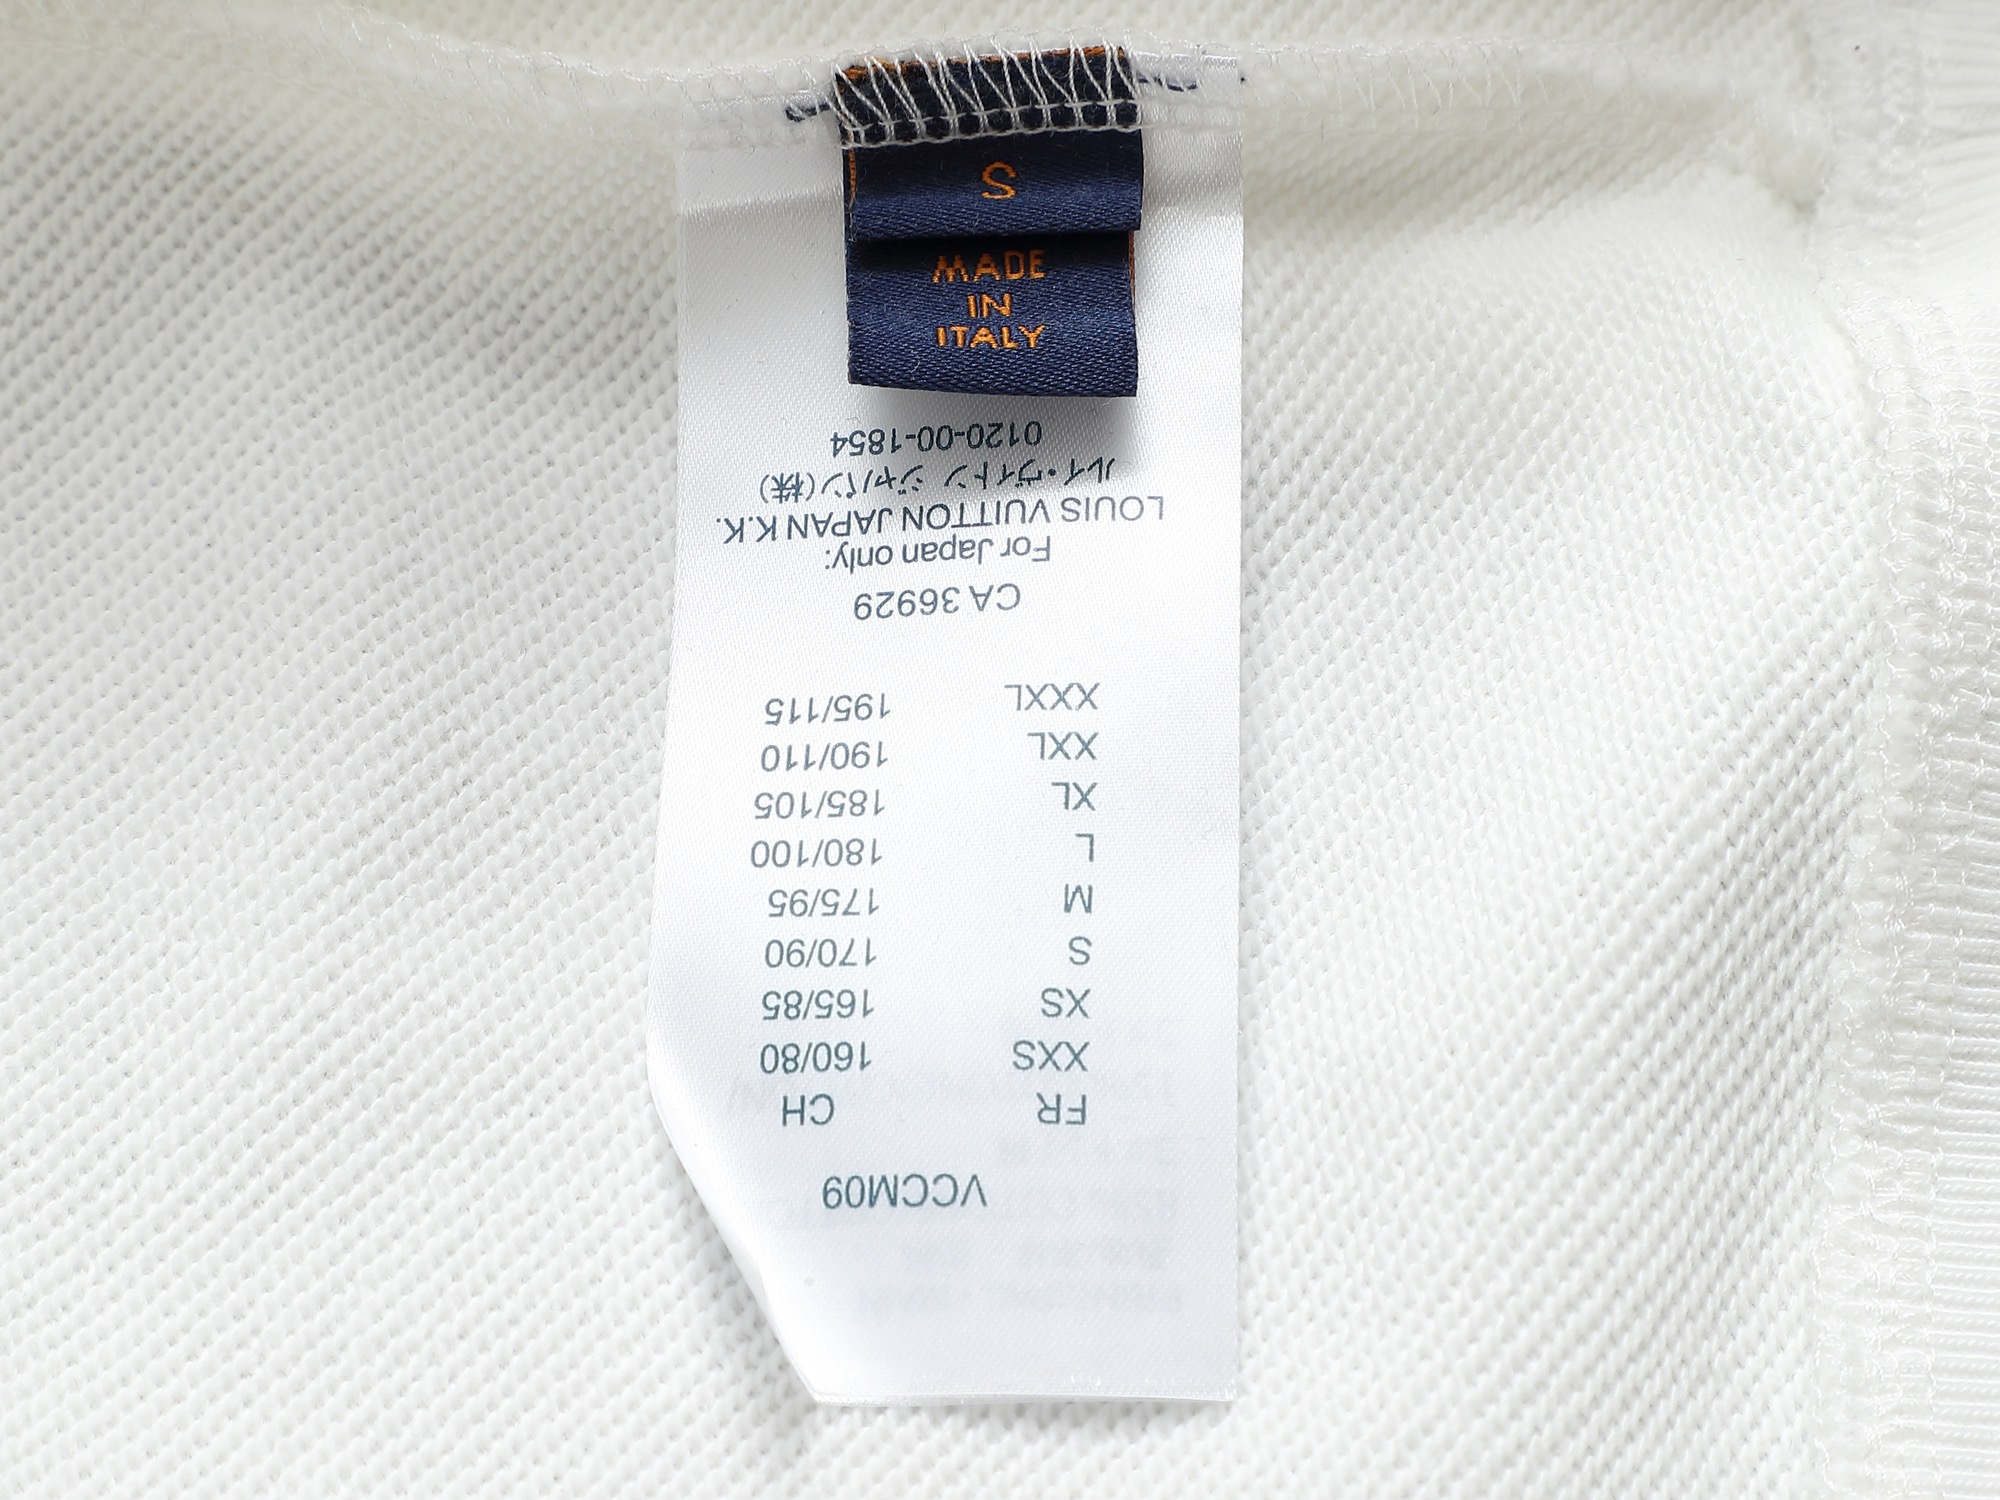 S
MADE
IN
ITALY
VCCM09
FR CH
XXS 160/80
XS 165/85
S 170/90
M 175/95
L 180/100
XL 185/105
XXL 190/110
XXXL 195/115
CA 36929
For Japan only:
LOUIS VUITTON JAPAN K.K.
ルイ・ヴィトン ジャパン(株)
0120-00-1854